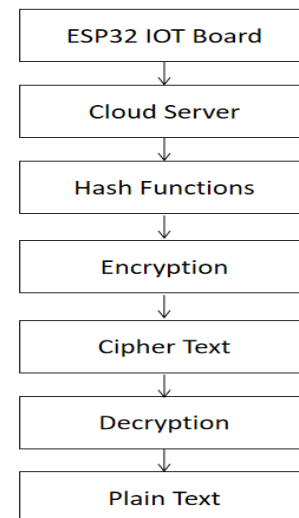 ESP32 IOT Board
Cloud Server
Hash Functions
Encryption
Cipher Text
Decryption
Plain Text